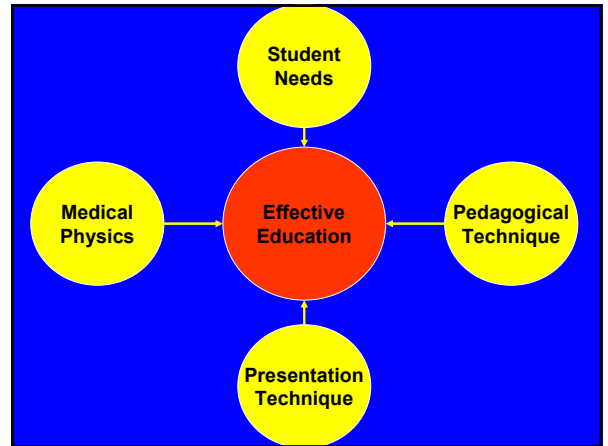 Student
Needs
Medical
Physics
Effective
Education
Pedagogical
Technique
Presentation
Technique